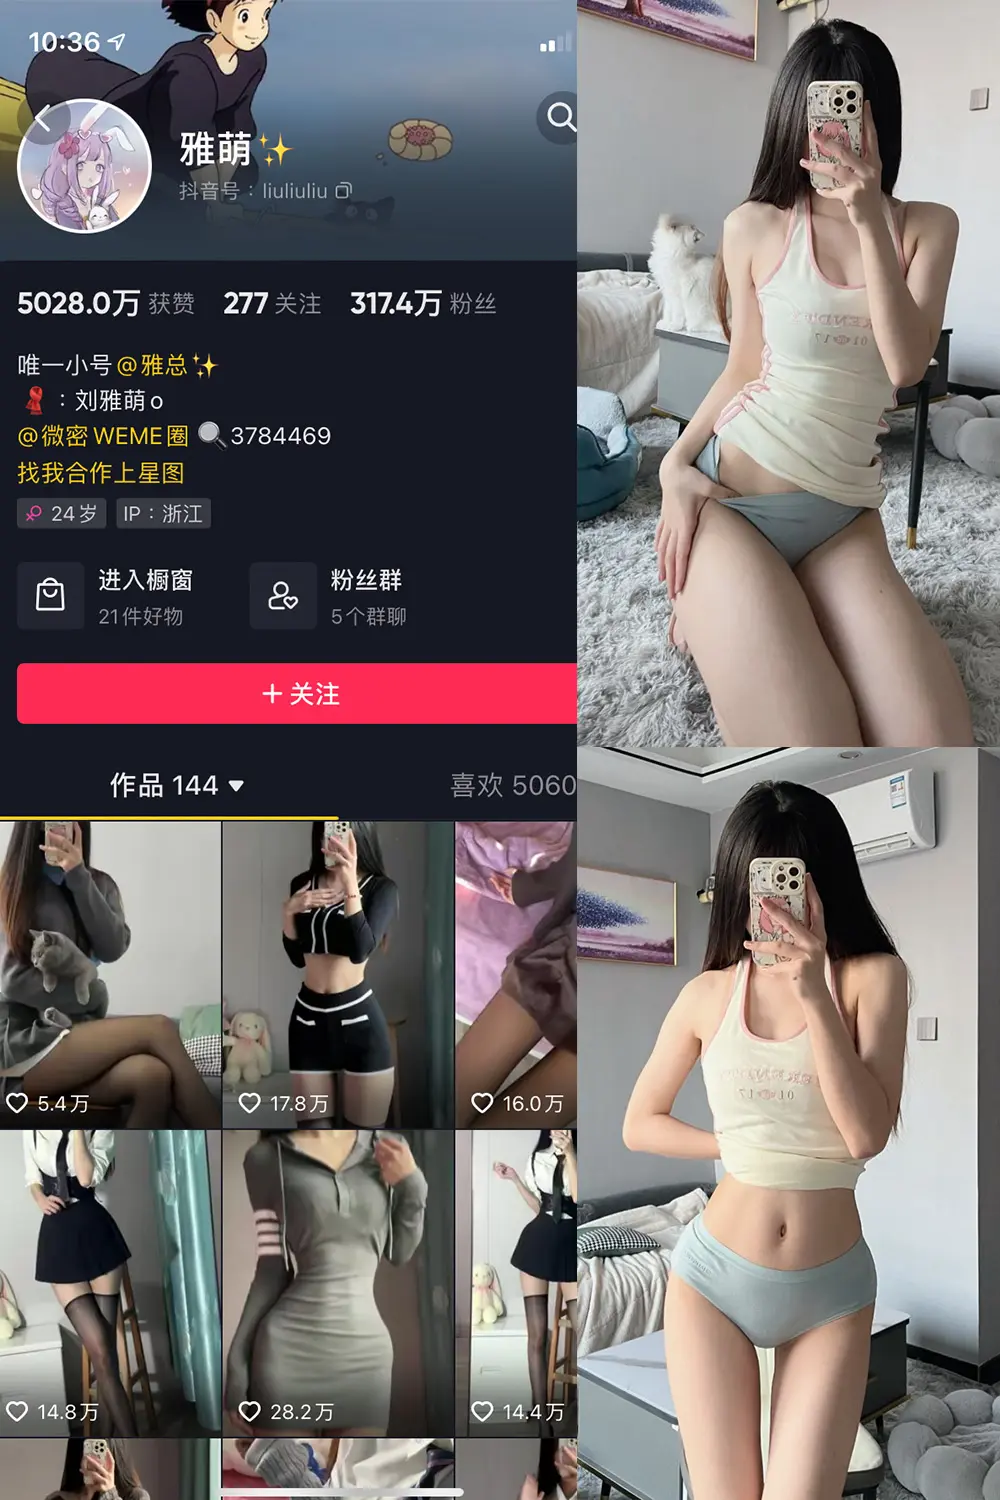 10:36
雅萌✨
抖音号：liuliuliu
5028.0万 获赞 277 关注 317.4万 粉丝
唯一小号@雅总✨
：刘雅萌o
@微密WEME圈 🔍3784469
找我合作上星图
24岁 IP：浙江
进入橱窗
21件好物
粉丝群
5个群聊
+关注
作品 144 ▼ 喜欢 5060
5.4万 17.8万 16.0万
14.8万 28.2万 14.4万